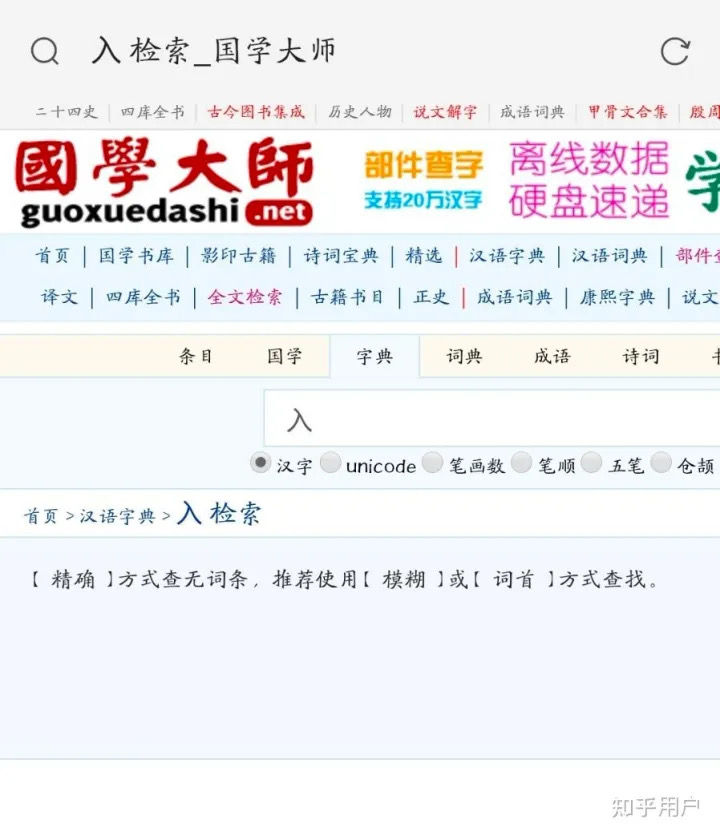 入 检索_国学大师
二十四史 | 四库全书 | 古今图书集成 | 历史人物 | 说文解字 | 成语词典 | 甲骨文合集 | 殷周
國學大師 部件查字 离线数据 学
guoxuedashi .net 支持20万汉字 硬盘速递
首页 | 国学书库 | 影印古籍 | 诗词宝典 | 精选 | 汉语字典 | 汉语词典 | 部件查
译文 | 四库全书 | 全文检索 | 古籍书目 | 正史 | 成语词典 | 康熙字典 | 说文
条目 国学 字典 词典 成语 诗词
入
汉字 unicode 笔画数 笔顺 五笔 仓颉
首页 > 汉语字典 > 入 检索
【 精确 】方式查无词条，推荐使用【 模糊 】或【 词首 】方式查找。
知乎用户